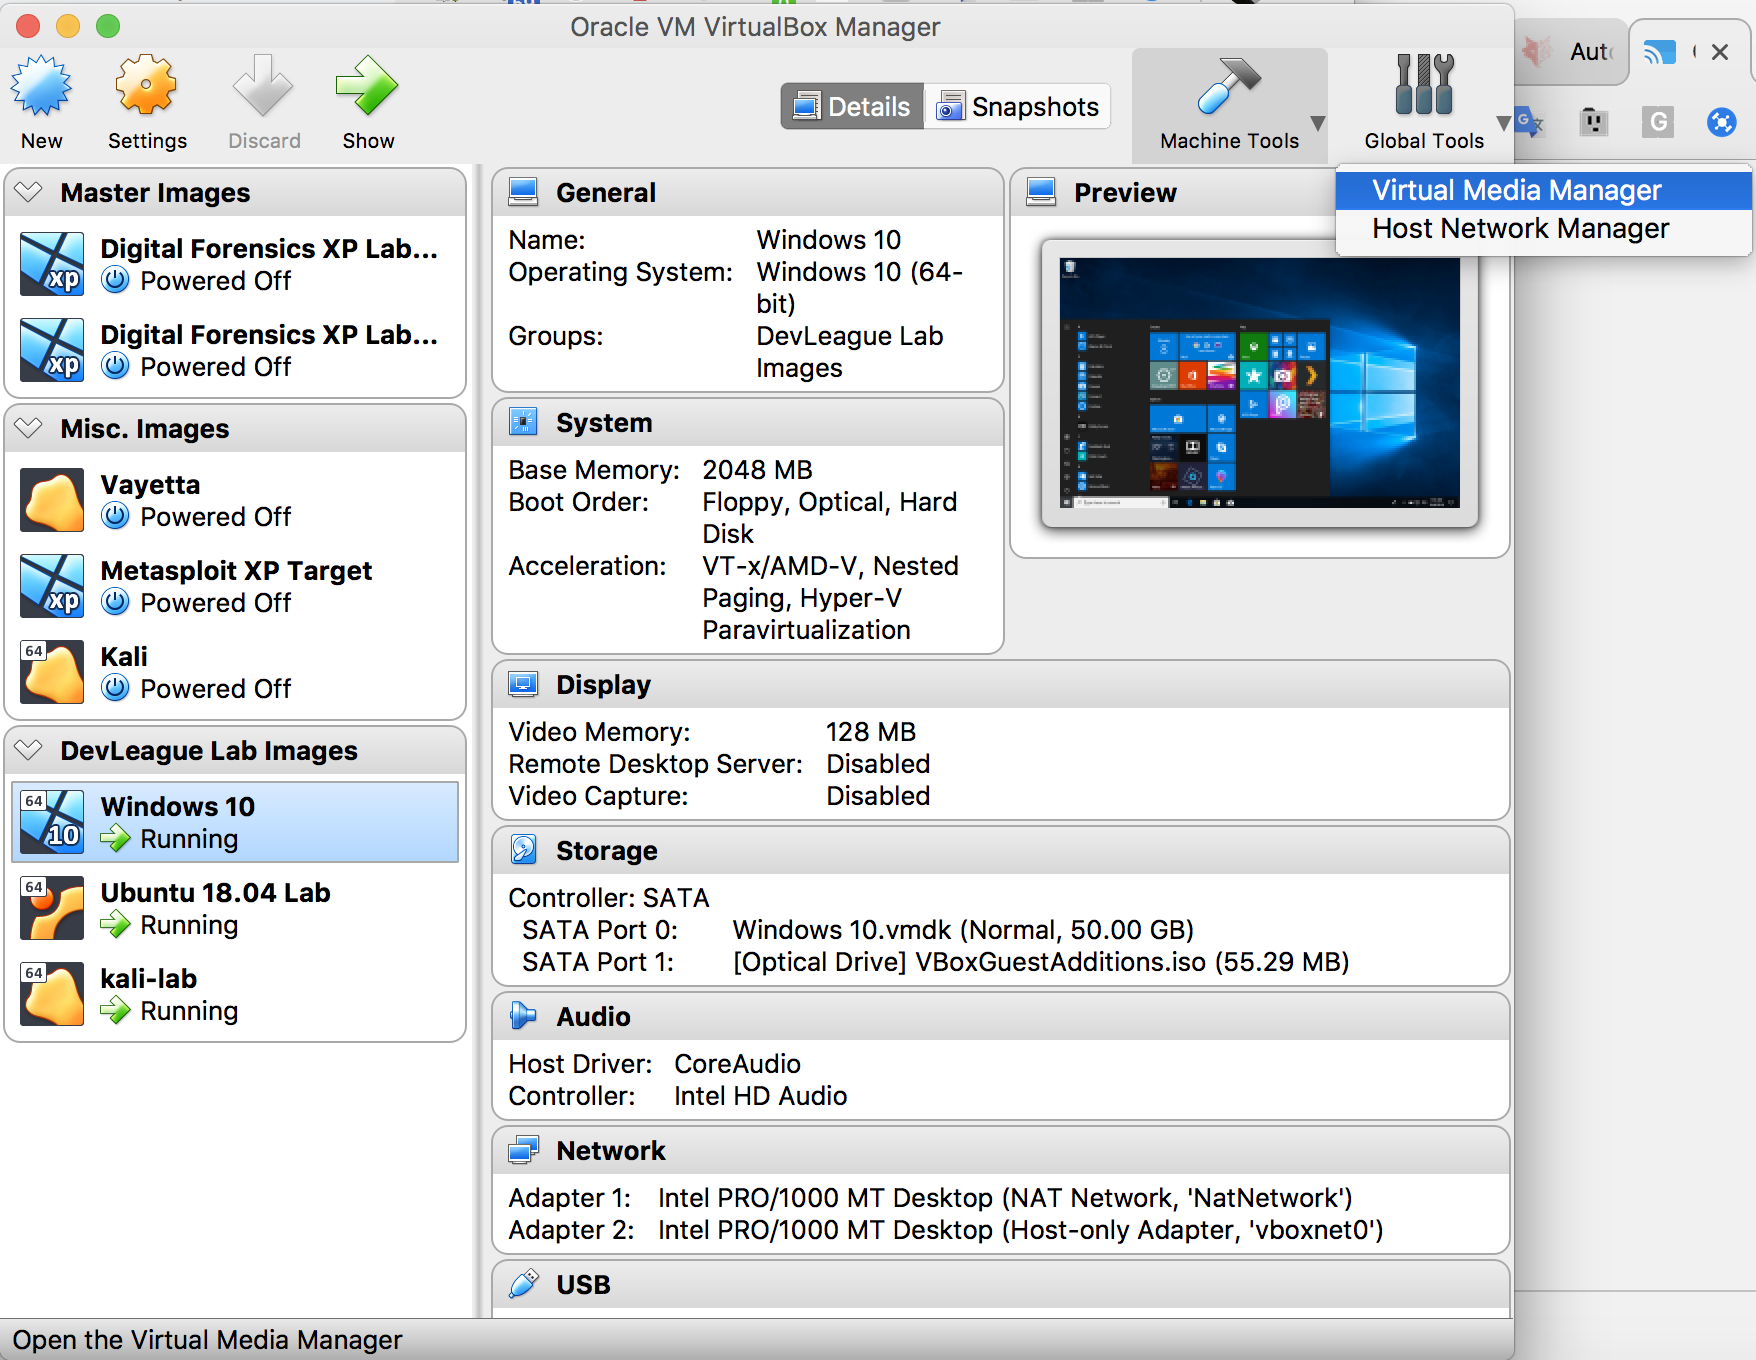 Oracle VM VirtualBox Manager
New
Settings
Discard
Show
Details
Snapshots
Machine Tools
Global Tools
Auto
G
G
Virtual Media Manager
Host Network Manager
Master Images
xp
Digital Forensics XP Lab...
Powered Off
xp
Digital Forensics XP Lab...
Powered Off
Misc. Images
Vayetta
Powered Off
xp
Metasploit XP Target
Powered Off
64
Kali
Powered Off
DevLeague Lab Images
64
10
Windows 10
Running
64
Ubuntu 18.04 Lab
Running
64
kali-lab
Running
General
Name: Windows 10
Operating System: Windows 10 (64-
bit)
Groups: DevLeague Lab
Images
Preview
System
Base Memory: 2048 MB
Boot Order: Floppy, Optical, Hard
Disk
Acceleration: VT-x/AMD-V, Nested
Paging, Hyper-V
Paravirtualization
Display
Video Memory: 128 MB
Remote Desktop Server: Disabled
Video Capture: Disabled
Storage
Controller: SATA
SATA Port 0: Windows 10.vmdk (Normal, 50.00 GB)
SATA Port 1: [Optical Drive] VBoxGuestAdditions.iso (55.29 MB)
Audio
Host Driver: CoreAudio
Controller: Intel HD Audio
Network
Adapter 1: Intel PRO/1000 MT Desktop (NAT Network, 'NatNetwork')
Adapter 2: Intel PRO/1000 MT Desktop (Host-only Adapter, 'vboxnet0')
USB
Open the Virtual Media Manager